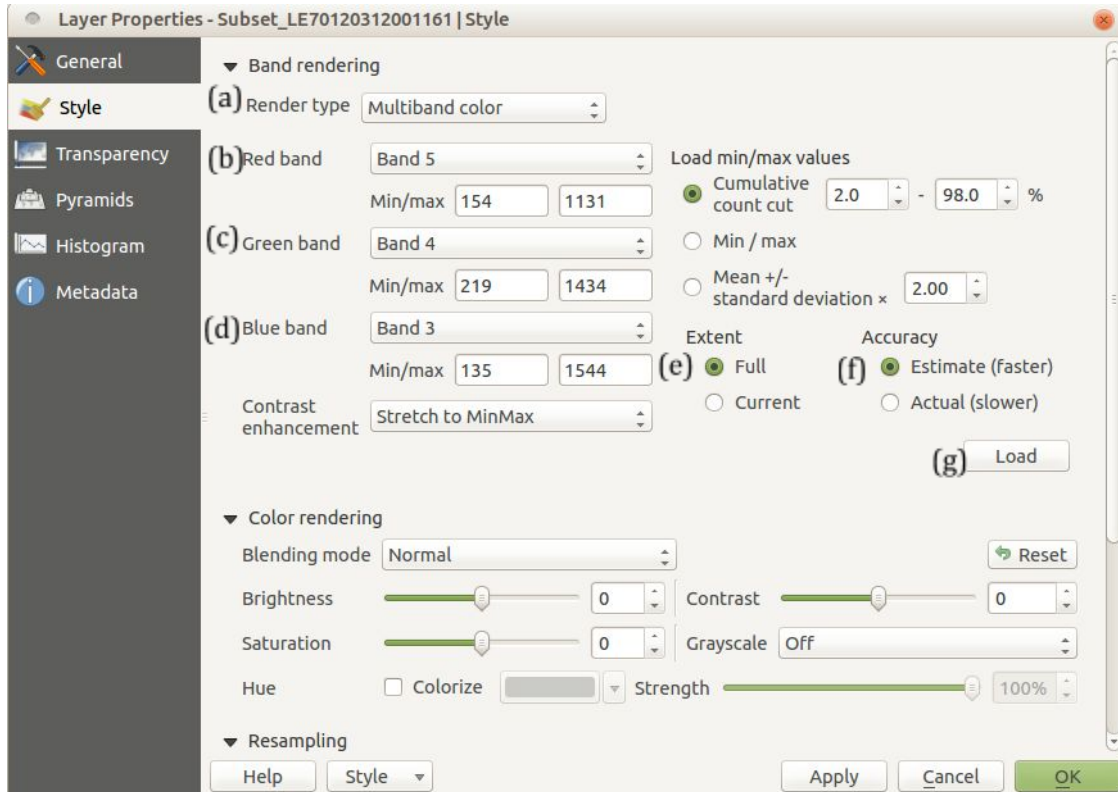 Layer Properties - Subset_LE70120312001161 | Style
General
Style
Transparency
Pyramids
Histogram
Metadata
Band rendering
(a) Render type Multiband color
(b) Red band Band 5
Min/max 154 1131
(c) Green band Band 4
Min/max 219 1434
(d) Blue band Band 3
Min/max 135 1544
Contrast
enhancement Stretch to MinMax
Load min/max values
Cumulative
count cut 2.0 - 98.0 %
Min / max
Mean +/-
standard deviation × 2.00
Extent
(e) Full
Current
Accuracy
(f) Estimate (faster)
Actual (slower)
(g) Load
Color rendering
Blending mode Normal Reset
Brightness 0 Contrast 0
Saturation 0 Grayscale Off
Hue Colorize Strength 100%
Resampling
Help Style Apply Cancel OK